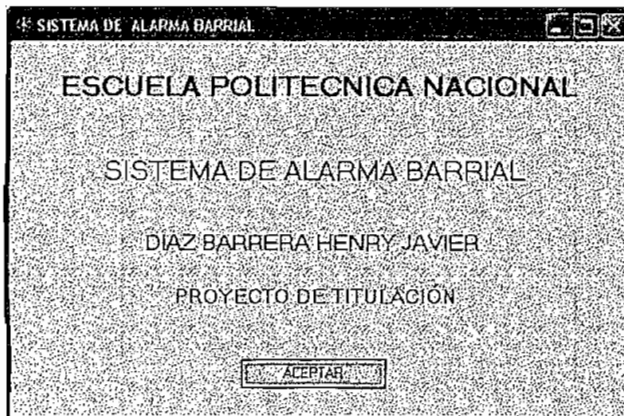 SISTEMA DE ALARMA BARRIAL
ESCUELA POLITECNICA NACIONAL
SISTEMA DE ALARMA BARRIAL
DIAZ BARRERA HENRY JAVIER
PROYECTO DE TITULACIÓN
ACEPTAR